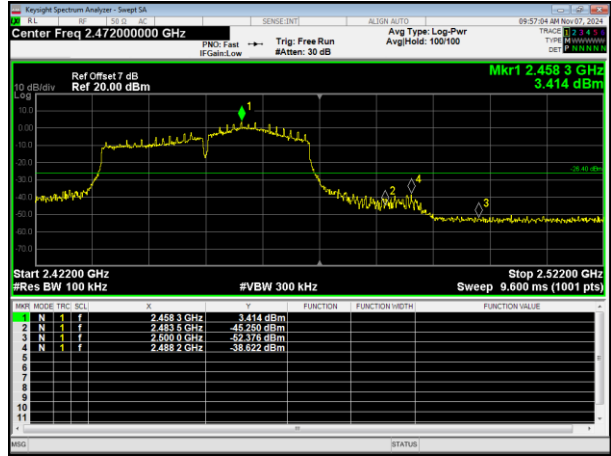 Keysight Spectrum Analyzer - Swept SA
RL RF 50 Ω AC SENSE:INT ALIGN AUTO 09:57:04 AM Nov 07, 2024
Center Freq 2.472000000 GHz
PNO: Fast
IFGain:Low
Trig: Free Run
#Atten: 30 dB
Avg Type: Log-Pwr
Avg|Hold: 100/100
TRACE 1 2 3 4 5 6
TYPE M W W W W W
DET P N N N N N
Mkr1 2.458 3 GHz
3.414 dBm
Ref Offset 7 dB
10 dB/div Ref 20.00 dBm
Log
10.0
0.00
-10.0
-20.0
-30.0
-40.0
-50.0
-60.0
-70.0
1
2
3
4
Start 2.42200 GHz Stop 2.52200 GHz
#Res BW 100 kHz #VBW 300 kHz Sweep 9.600 ms (1001 pts)
MKR MODE TRC SCL X Y FUNCTION FUNCTION WIDTH FUNCTION VALUE
1 N 1 f 2.458 3 GHz 3.414 dBm
2 N 1 f 2.483 5 GHz -45.250 dBm
3 N 1 f 2.500 0 GHz -52.376 dBm
4 N 1 f 2.488 2 GHz -38.622 dBm
5
6
7
8
9
10
11
MSG STATUS